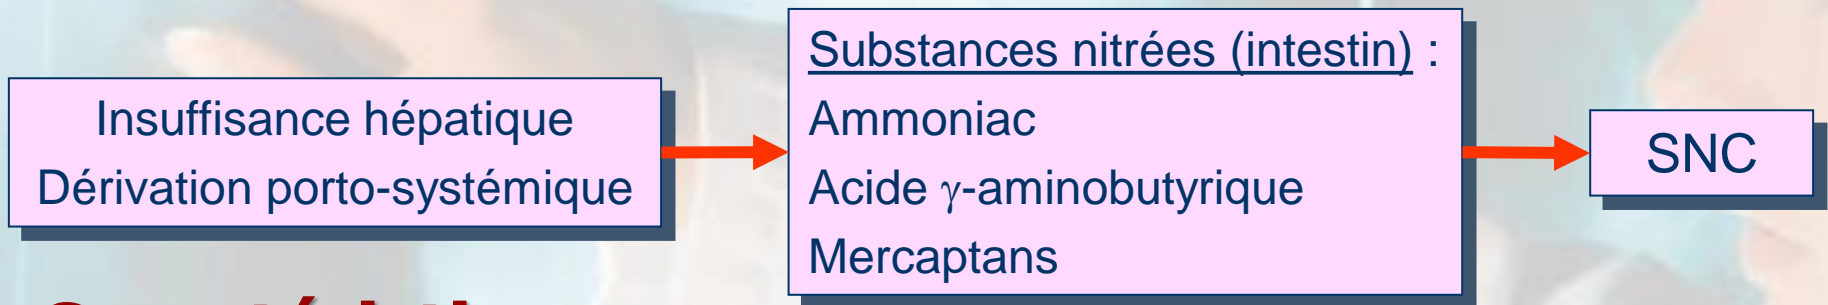 Insuffisance hépatique
Dérivation porto-systémique
Substances nitrées (intestin) :
Ammoniac
Acide γ-aminobutyrique
Mercaptans
SNC